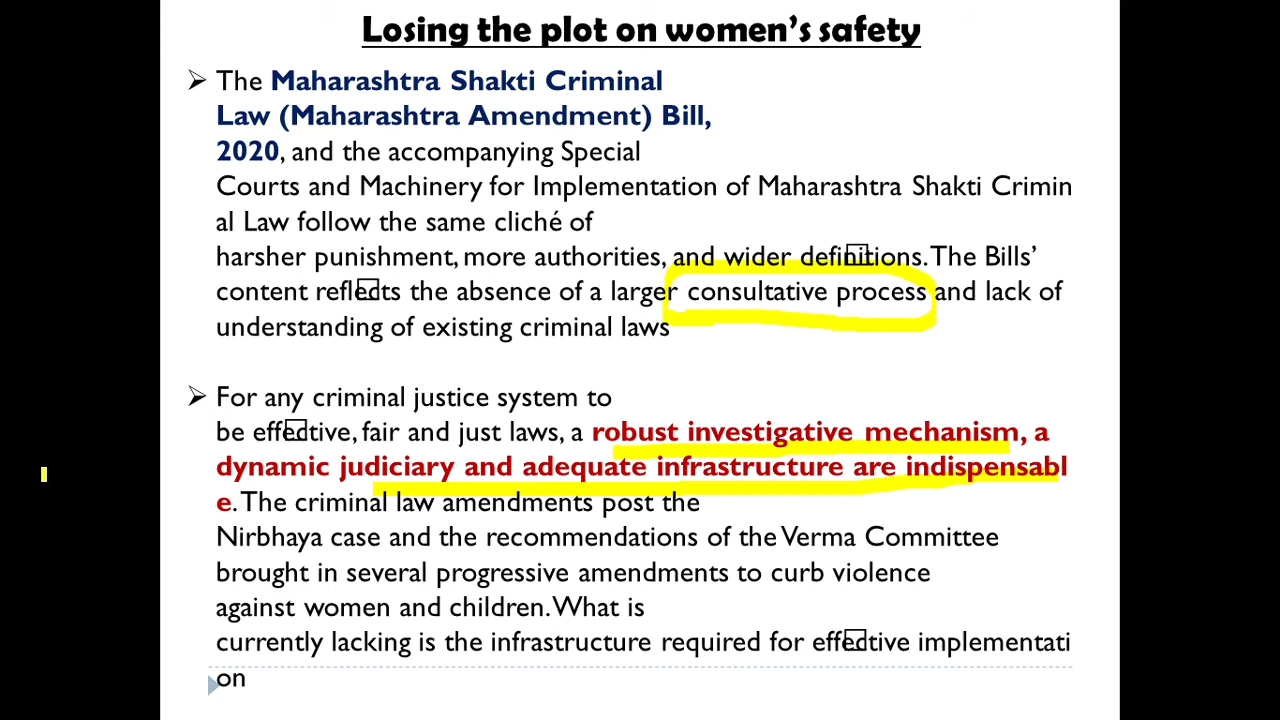 Losing the plot on women’s safety
The Maharashtra Shakti Criminal
Law (Maharashtra Amendment) Bill,
2020, and the accompanying Special
Courts and Machinery for Implementation of Maharashtra Shakti Crimin
al Law follow the same cliché of
harsher punishment, more authorities, and wider definitions. The Bills’
content reflects the absence of a larger consultative process and lack of
understanding of existing criminal laws
For any criminal justice system to
be effective, fair and just laws, a robust investigative mechanism, a
dynamic judiciary and adequate infrastructure are indispensabl
e. The criminal law amendments post the
Nirbhaya case and the recommendations of the Verma Committee
brought in several progressive amendments to curb violence
against women and children. What is
currently lacking is the infrastructure required for effective implementati
on